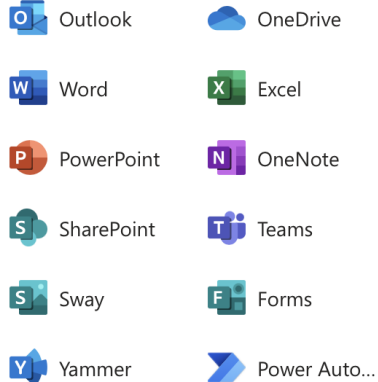 Outlook OneDrive
Word Excel
PowerPoint OneNote
SharePoint Teams
Sway Forms
Yammer Power Auto...